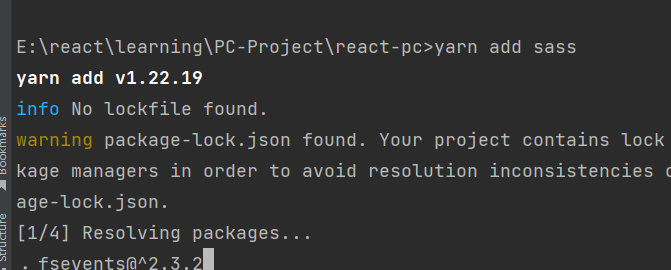 E:\react\learning\PC-Project\react-pc>yarn add sass
yarn add v1.22.19
info No lockfile found.
warning package-lock.json found. Your project contains lock
kage managers in order to avoid resolution inconsistencies
age-lock.json.
[1/4] Resolving packages...
. fsevents@^2.3.2
Bookmarks
Structure